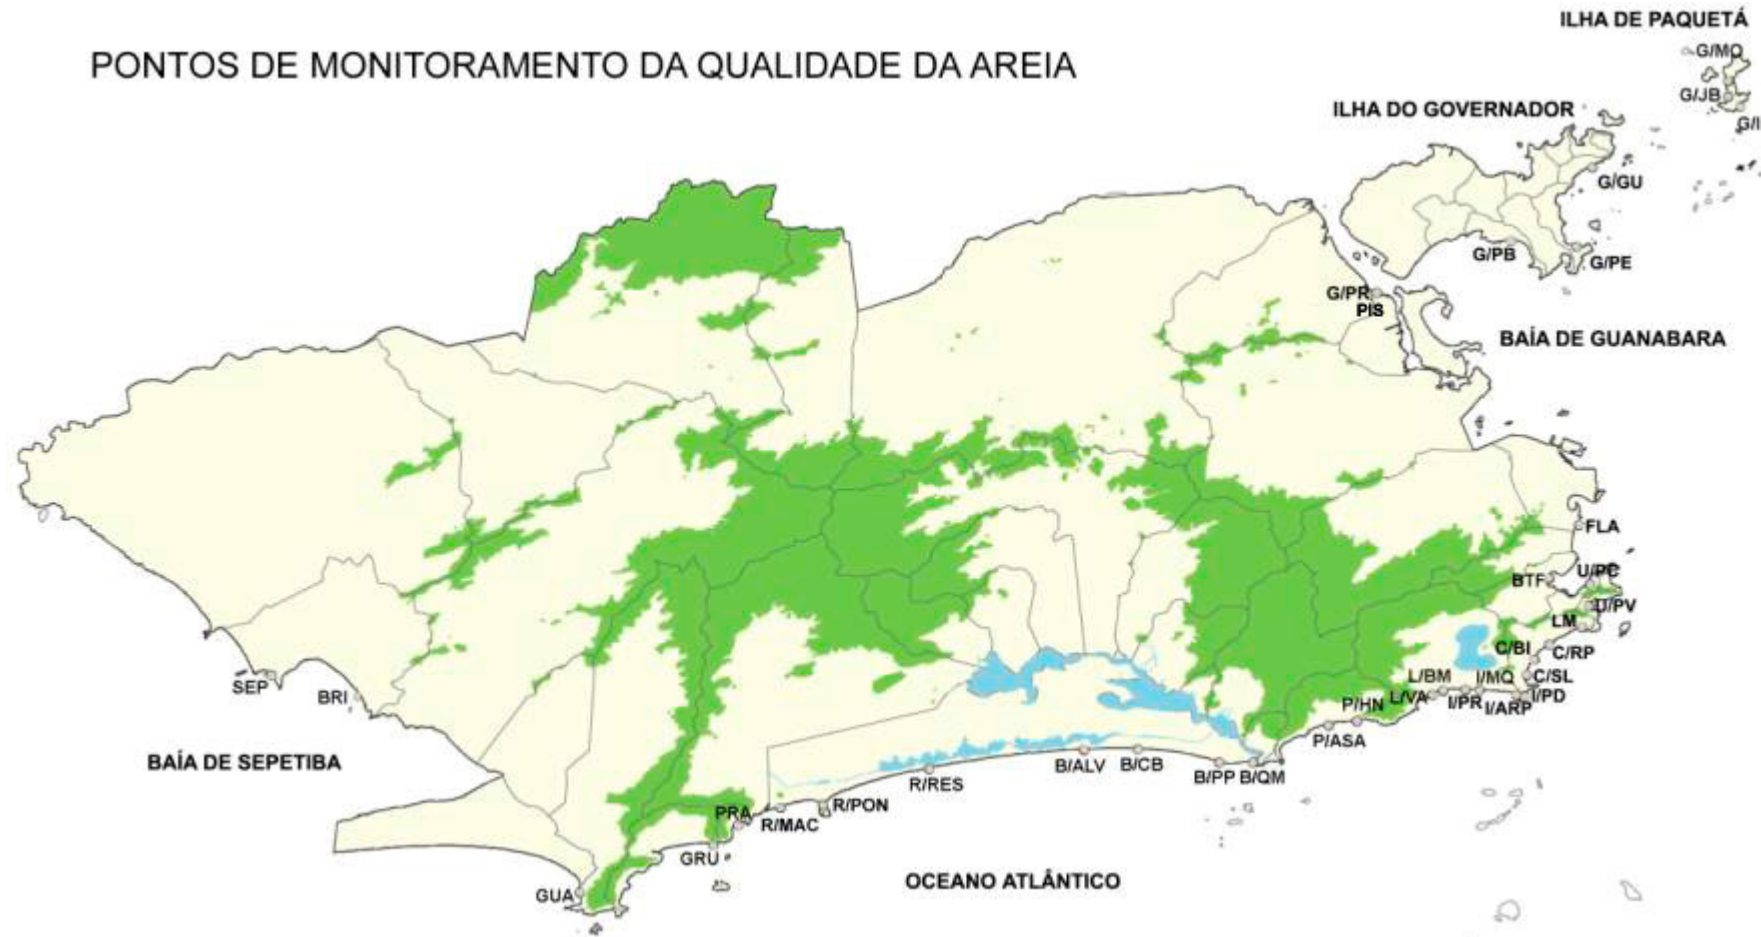 ILHA DE PAQUETÁ
PONTOS DE MONITORAMENTO DA QUALIDADE DA AREIA
G/MO
G/JB
G/I
ILHA DO GOVERNADOR
G/GU
G/PB
G/PE
G/PR
PIS
BAÍA DE GUANABARA
FLA
BTF
U/PV
LM
C/BI
C/RP
L/BM
I/MQ
C/SL
SEP
BRI
L/VA
I/PR
I/ARP
I/PD
P/HN
P/ASA
BAÍA DE SEPETIBA
B/ALV
B/CB
B/PP
B/QM
R/RES
R/PON
PRA
R/MAC
GRU
GUA
OCEANO ATLÂNTICO